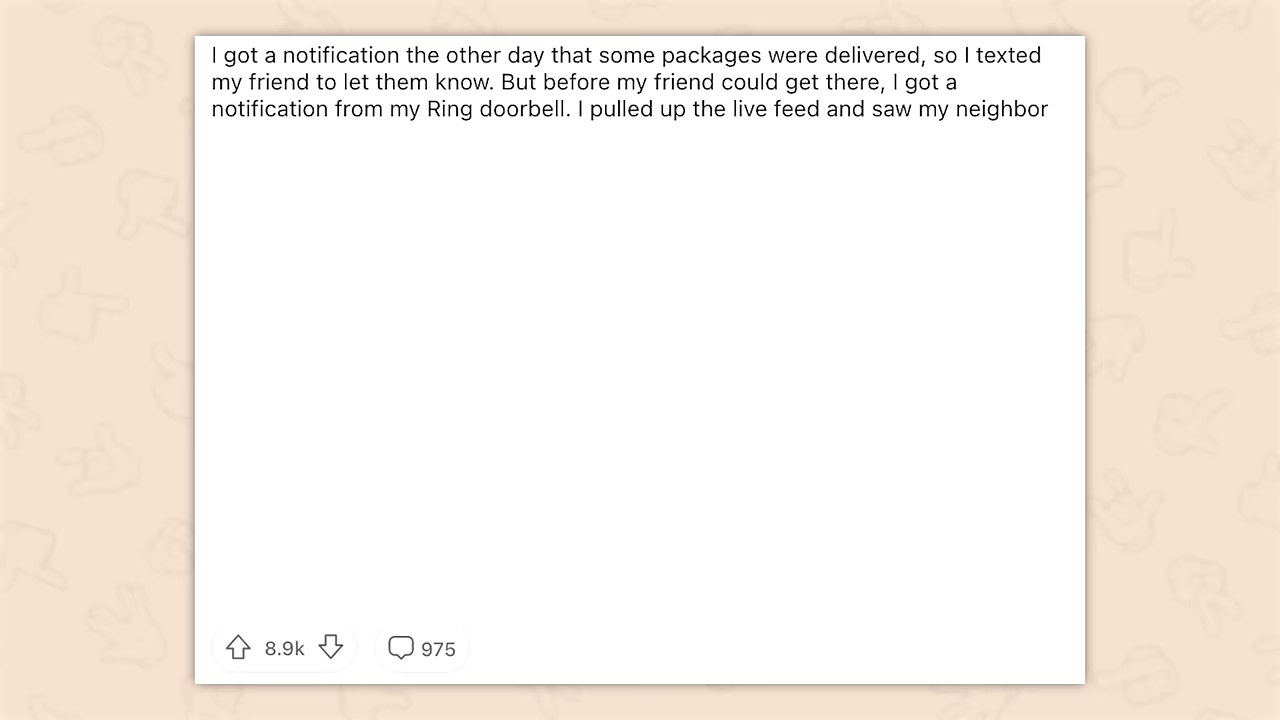 I got a notification the other day that some packages were delivered, so I texted
my friend to let them know. But before my friend could get there, I got a
notification from my Ring doorbell. I pulled up the live feed and saw my neighbor
8.9k
975